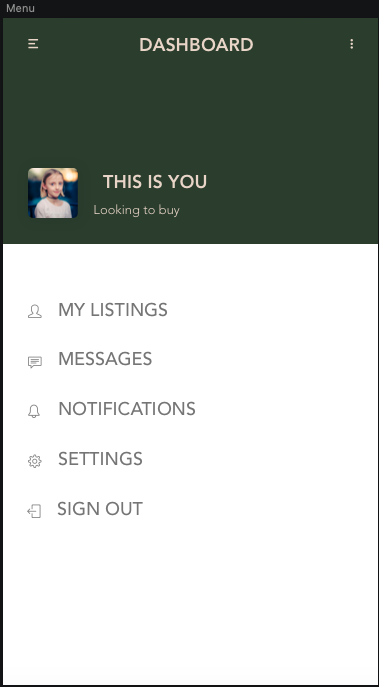 Menu
DASHBOARD
THIS IS YOU
Looking to buy
MY LISTINGS
MESSAGES
NOTIFICATIONS
SETTINGS
SIGN OUT